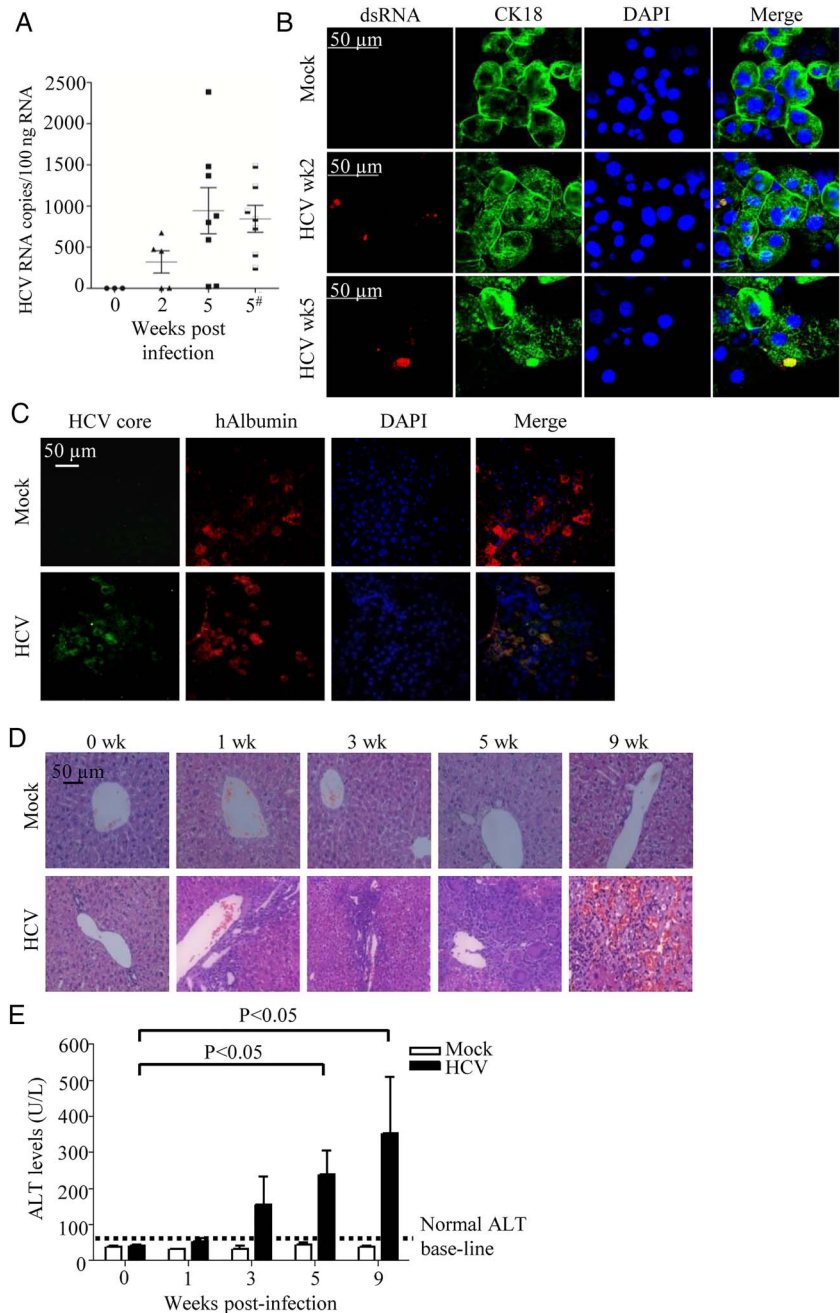 A
HCV RNA copies/100 ng RNA
2500
2000
1500
1000
500
0
0 2 5 5#
Weeks post
infection
B
dsRNA CK18 DAPI Merge
Mock
50 µm
HCV wk2
50 µm
HCV wk5
50 µm
C
HCV core hAlbumin DAPI Merge
Mock
50 µm
HCV
D
0 wk 1 wk 3 wk 5 wk 9 wk
Mock
50 µm
HCV
E
P<0.05
P<0.05
Mock
HCV
ALT levels (U/L)
600
500
400
300
200
100
0
Normal ALT
base-line
0 1 3 5 9
Weeks post-infection